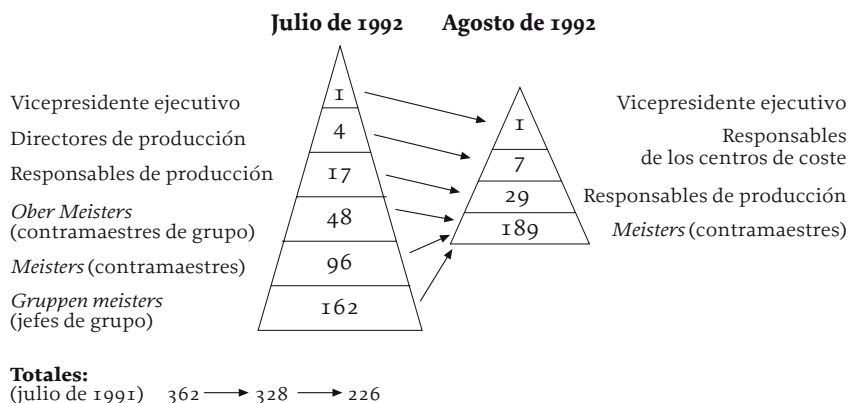 Julio de 1992
Agosto de 1992
Vicepresidente ejecutivo
Directores de producción
Responsables de producción
Ober Meisters
(contramaestres de grupo)
Meisters (contramaestres)
Gruppen meisters
(jefes de grupo)
1
4
17
48
96
162
1
7
29
189
Vicepresidente ejecutivo
Responsables
de los centros de coste
Responsables de producción
Meisters (contramaestres)
Totales:
(julio de 1991) 362 → 328 → 226